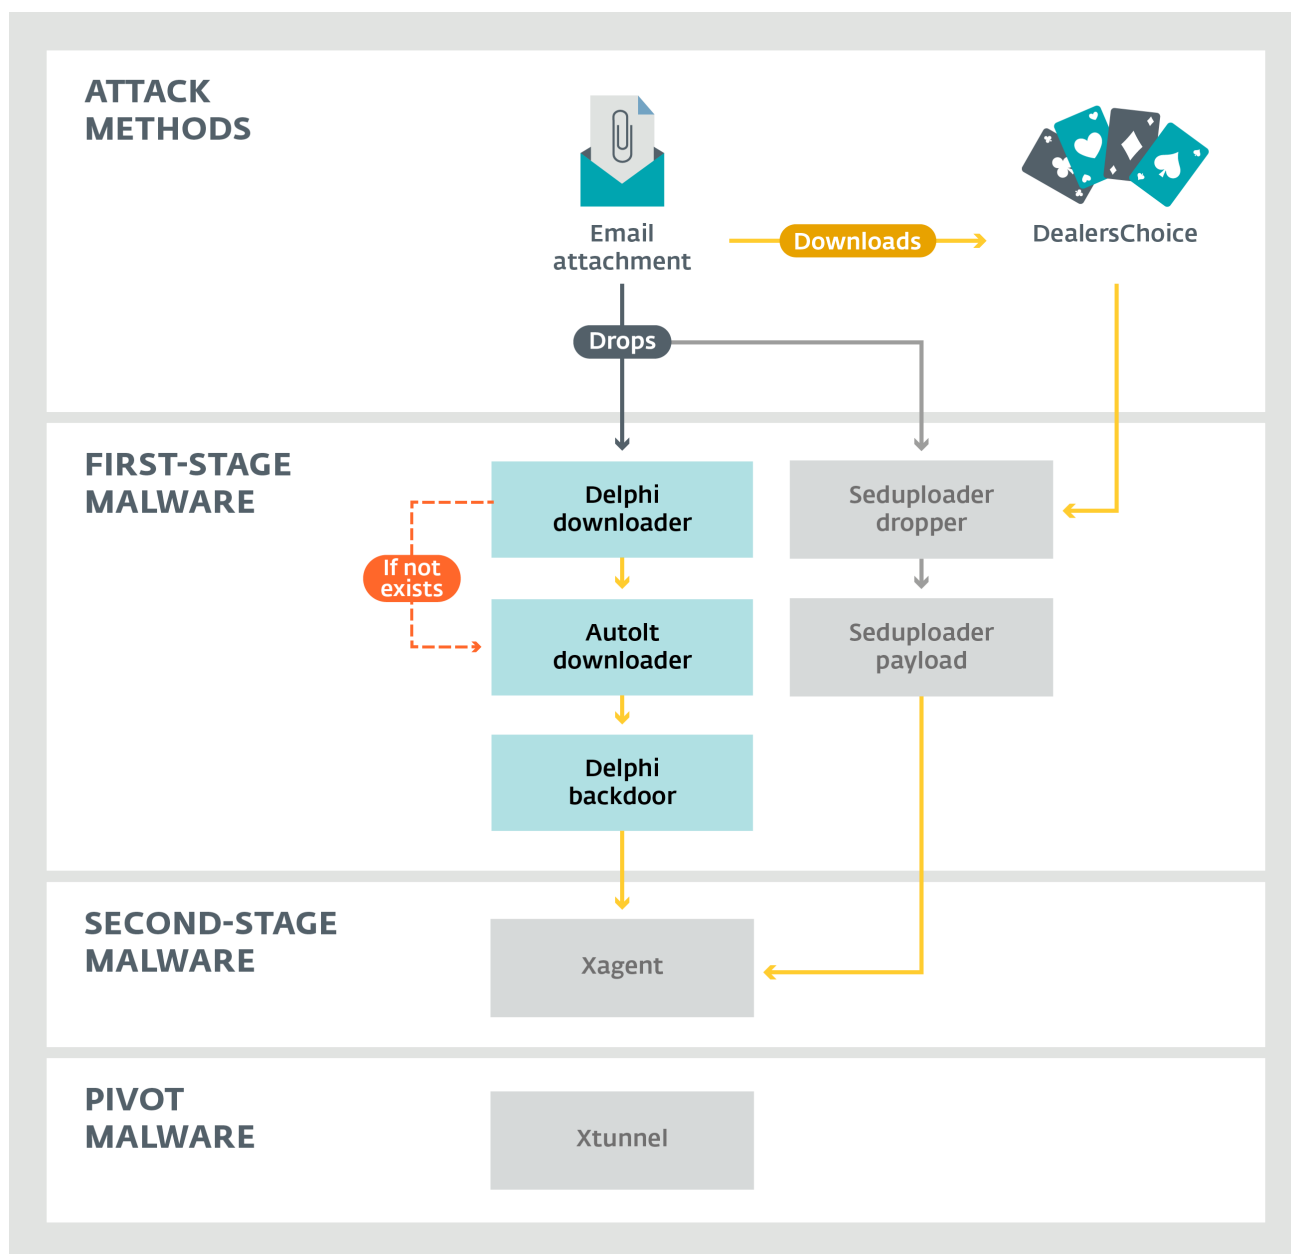 ATTACK
METHODS
Email
attachment
Downloads
DealersChoice
Drops
FIRST-STAGE
MALWARE
Delphi
downloader
Seduploader
dropper
If not
exists
AutoIt
downloader
Seduploader
payload
Delphi
backdoor
SECOND-STAGE
MALWARE
Xagent
PIVOT
MALWARE
Xtunnel